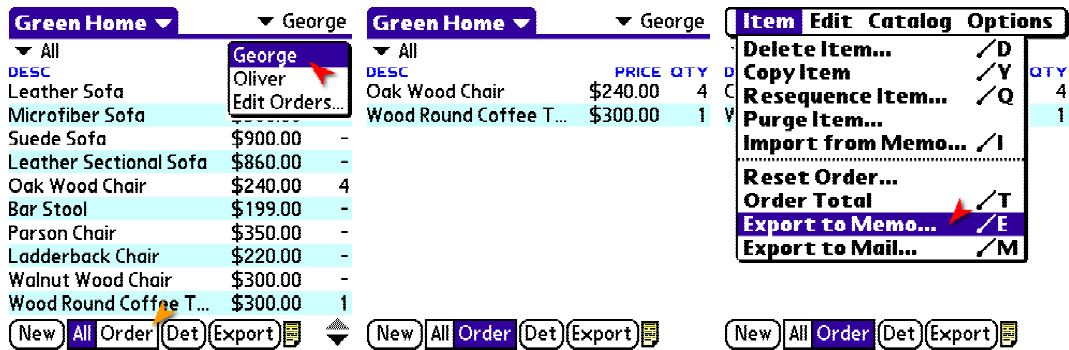 Green Home George
All
George
Oliver
Edit Orders...
DESC
Leather Sofa
Microfiber Sofa
Suede Sofa $900.00 -
Leather Sectional Sofa $860.00 -
Oak Wood Chair $240.00 4
Bar Stool $199.00 -
Parson Chair $350.00 -
Ladderback Chair $220.00 -
Walnut Wood Chair $300.00 -
Wood Round Coffee T... $300.00 1
New All Order Det Export
Green Home George
All
DESC PRICE QTY
Oak Wood Chair $240.00 4
Wood Round Coffee T... $300.00 1
New All Order Det Export
Item Edit Catalog Options
Delete Item... /D
Copy Item /Y
Resequence Item... /Q
Purge Item...
Import from Memo... /I
Reset Order...
Order Total /T
Export to Memo... /E
Export to Mail... /M
QTY
4
1
New All Order Det Export